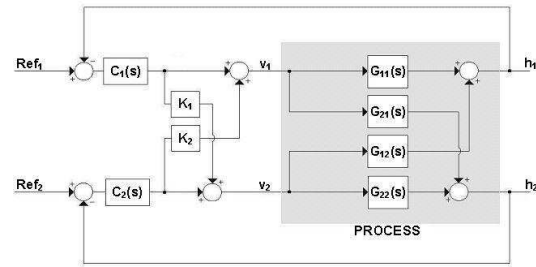 Ref1 C1(s) v1 G11(s) h1
K1 G21(s)
K2 G12(s)
Ref2 C2(s) v2 G22(s) h2
PROCESS